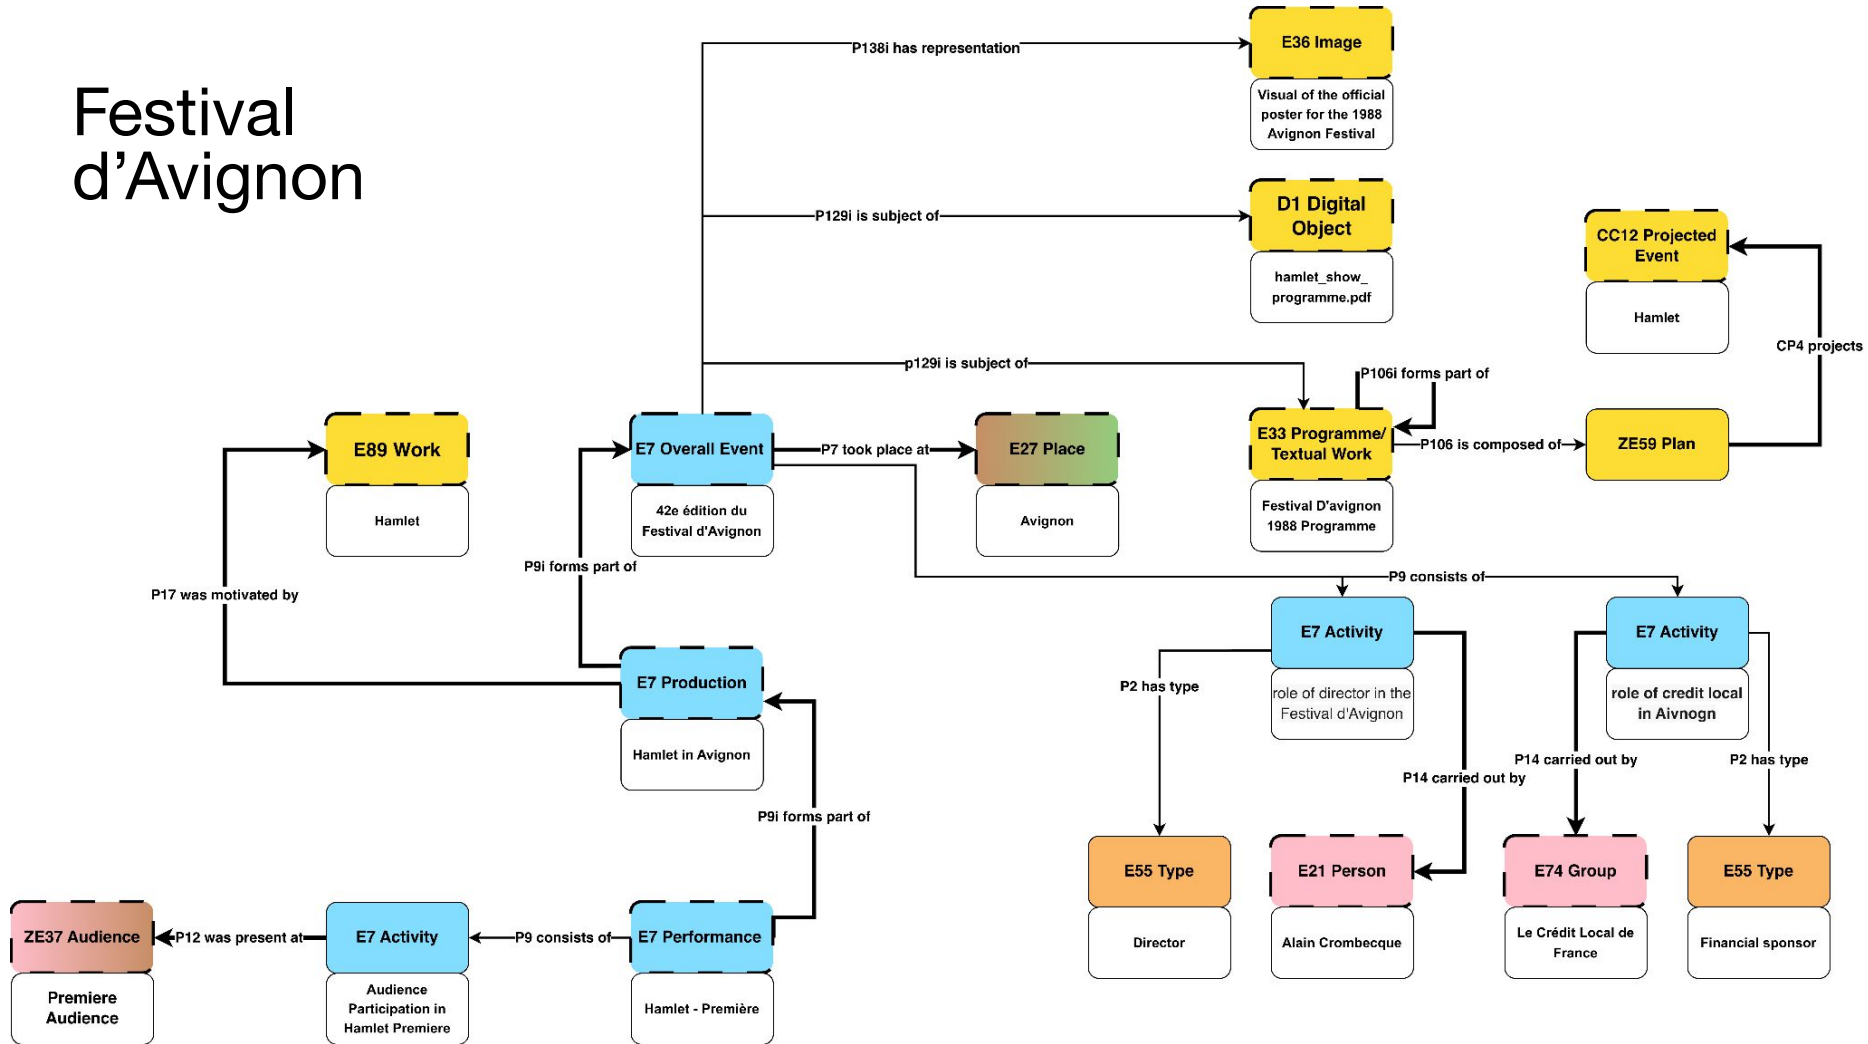 Festival
d’Avignon
P138i has representation
E36 Image
Visual of the official
poster for the 1988
Avignon Festival
P129i is subject of
D1 Digital
Object
hamlet_show_
programme.pdf
CC12 Projected
Event
Hamlet
CP4 projects
p129i is subject of
P106i forms part of
E89 Work
Hamlet
E7 Overall Event
42e édition du
Festival d'Avignon
P7 took place at
E27 Place
Avignon
E33 Programme/
Textual Work
Festival D'avignon
1988 Programme
P106 is composed of
ZE59 Plan
P9i forms part of
P17 was motivated by
P9 consists of
E7 Activity
role of director in the
Festival d'Avignon
E7 Activity
role of credit local
in Aivnogn
E7 Production
Hamlet in Avignon
P2 has type
P14 carried out by
P14 carried out by
P2 has type
P9i forms part of
E55 Type
Director
E21 Person
Alain Crombecque
E74 Group
Le Crédit Local de
France
E55 Type
Financial sponsor
ZE37 Audience
Premiere
Audience
P12 was present at
E7 Activity
Audience
Participation in
Hamlet Premiere
P9 consists of
E7 Performance
Hamlet - Première